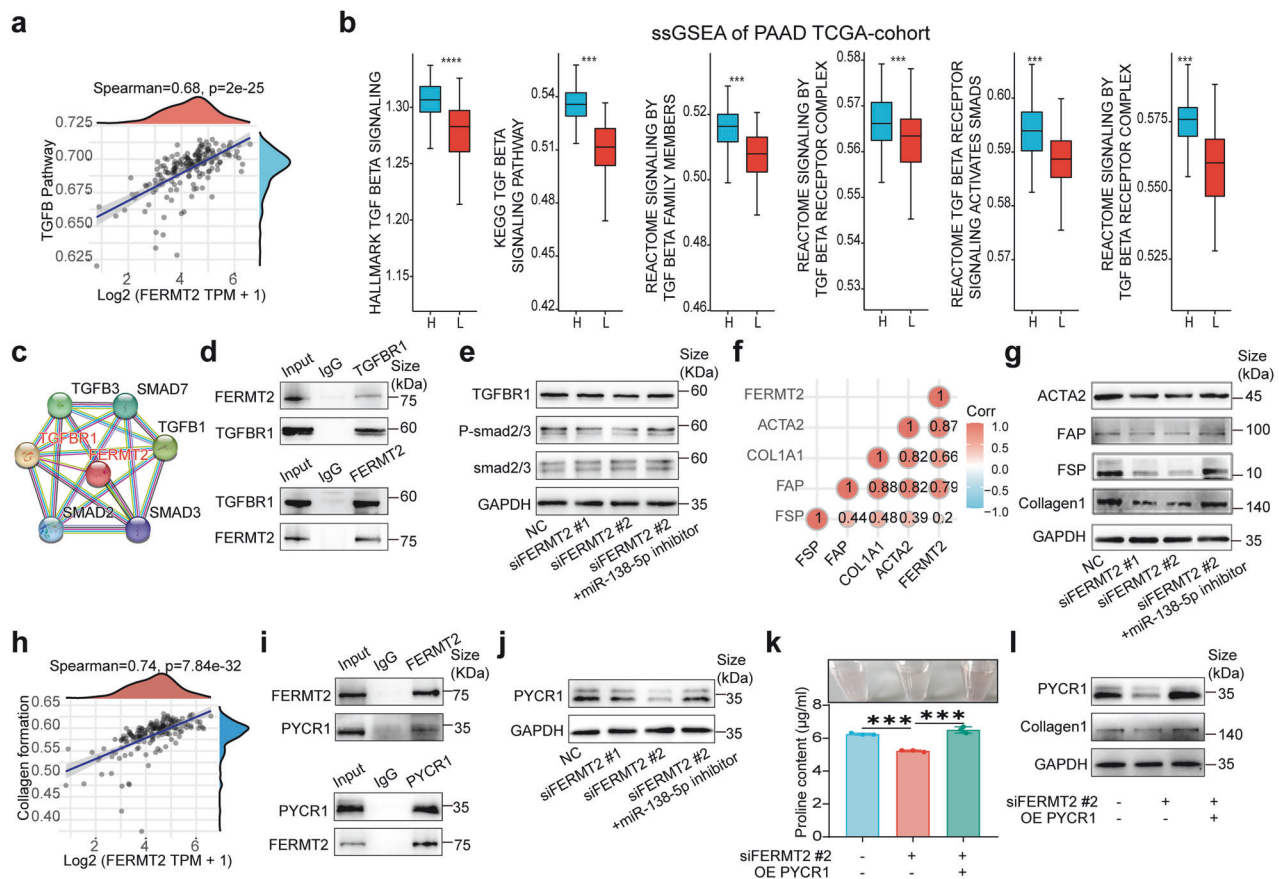 a
Spearman=0.68, p=2e-25
TGFB Pathway
0.725
0.700
0.695
0.675
0.650
0.625
2 4 6
Log2 (FERMT2 TPM + 1)
b
ssGSEA of PAAD TCGA-cohort
HALLMARK TGF BETA SIGNALING
1.30
1.25
1.20
1.15
****
H L
KEGG TGF BETA
SIGNALING PATHWAY
0.54
0.51
0.48
0.45
0.42
***
H L
REACTOME SIGNALING BY
TGF BETA FAMILY MEMBERS
0.52
0.50
0.48
0.46
***
H L
REACTOME SIGNALING BY
TGF BETA RECEPTOR COMPLEX
0.58
0.57
0.56
0.55
0.54
0.53
***
H L
REACTOME TGF BETA RECEPTOR
SIGNALING ACTIVATES SMADS
0.60
0.59
0.58
0.57
***
H L
REACTOME SIGNALING BY
TGF BETA RECEPTOR COMPLEX
0.575
0.550
0.525
***
H L
c
TGFB3
SMAD7
TGFB1
TGFBR1
FERMT2
SMAD2
SMAD3
d
Input IgG TGFBR1 Size
(kDa)
FERMT2 75
TGFBR1 60
Input IgG FERMT2
TGFBR1 60
FERMT2 75
e
Size
(KDa)
TGFBR1 60
P-smad2/3 60
smad2/3 60
GAPDH 35
NC
siFERMT2 #1
siFERMT2 #2
siFERMT2 #2
+miR-138-5p inhibitor
f
FERMT2 1
ACTA2 1 0.87
COL1A1 1 0.82 0.66
FAP 1 0.88 0.82 0.79
FSP 1 0.44 0.48 0.39 0.2
FSP
FAP
COL1A1
ACTA2
FERMT2
Corr
1.0
0.5
0.0
-0.5
-1.0
g
Size
(kDa)
ACTA2 45
FAP 100
FSP 10
Collagen1 140
GAPDH 35
NC
siFERMT2 #1
siFERMT2 #2
siFERMT2 #2
+miR-138-5p inhibitor
h
Spearman=0.74, p=7.84e-32
Collagen formation
0.65
0.60
0.55
0.50
0.45
0.40
2 4 6
Log2 (FERMT2 TPM + 1)
i
Input IgG FERMT2 Size
(KDa)
FERMT2 75
PYCR1 35
Input IgG PYCR1
PYCR1 35
FERMT2 75
j
Size
(KDa)
PYCR1 35
GAPDH 35
NC
siFERMT2 #1
siFERMT2 #2
siFERMT2 #2
+miR-138-5p inhibitor
k
Proline content (μg/ml)
8
6
4
2
0
*** ***
siFERMT2 #2 - + +
OE PYCR1 - - +
l
Size
(kDa)
PYCR1 35
Collagen1 140
GAPDH 35
siFERMT2 #2 - + +
OE PYCR1 - - +